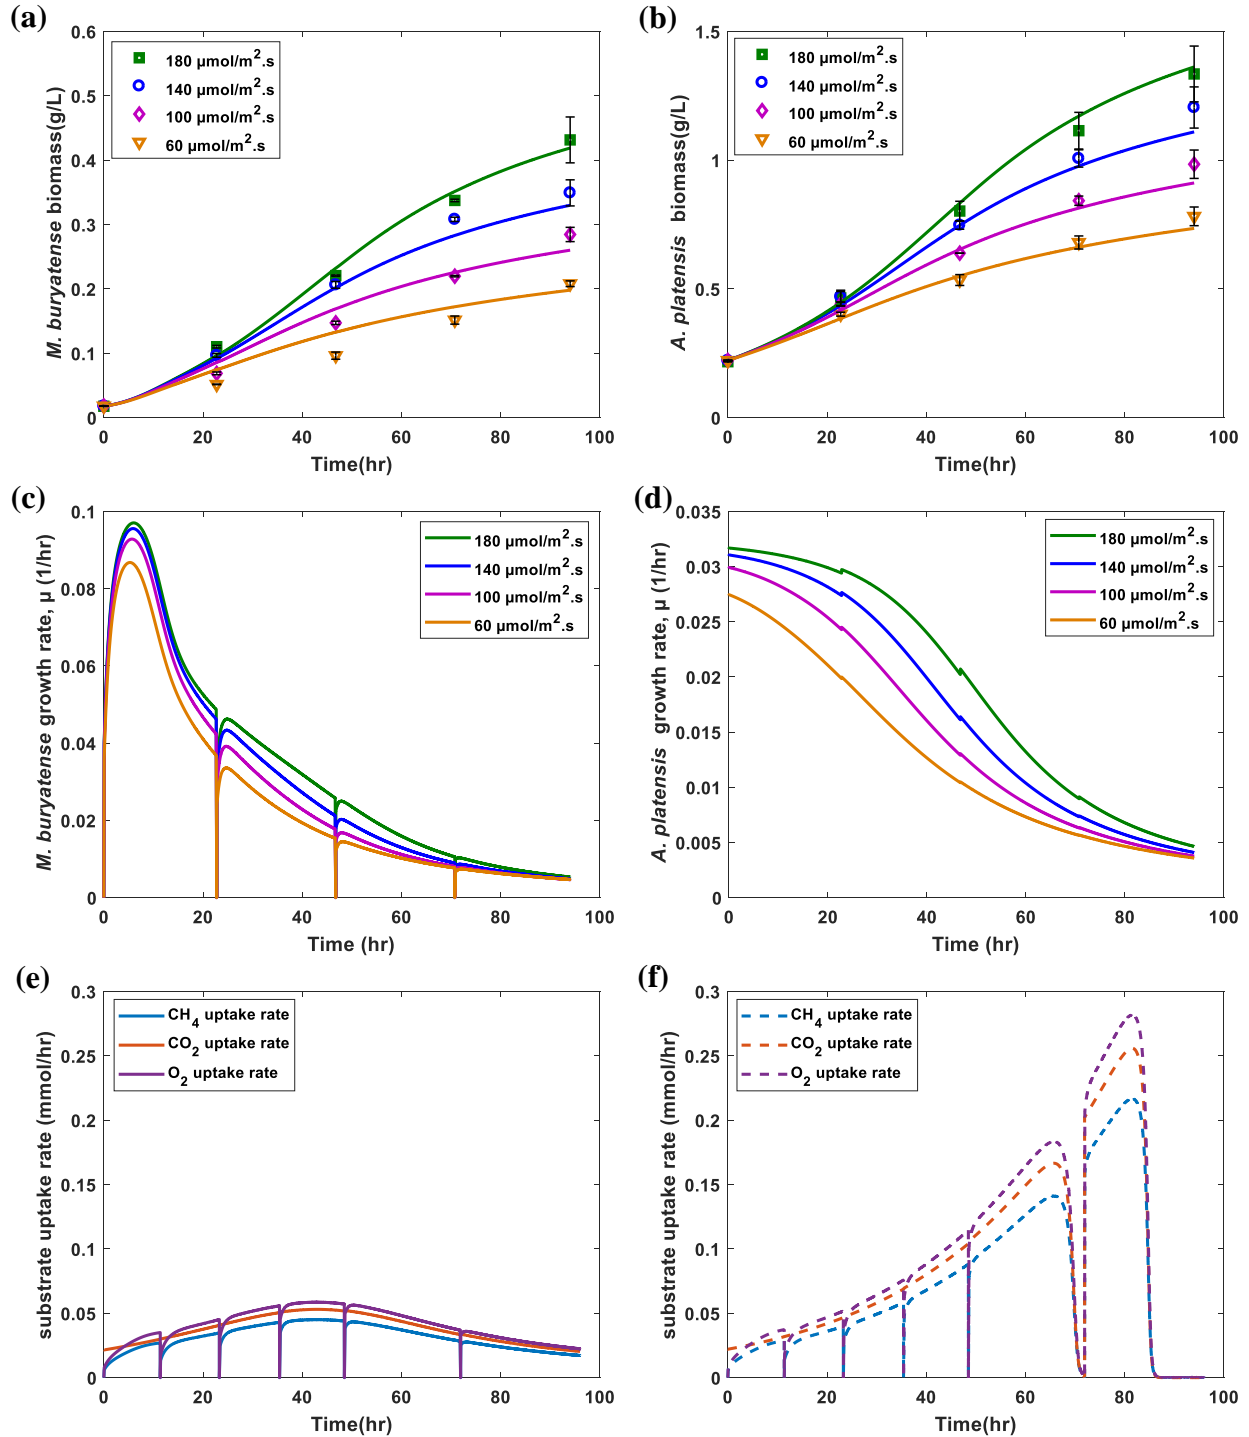 (a)
0.6
0.5
0.4
0.3
0.2
0.1
0
0 20 40 60 80 100
M. buryatense biomass(g/L)
Time(hr)
180 µmol/m2.s
140 µmol/m2.s
100 µmol/m2.s
60 µmol/m2.s
(b)
1.5
1
0.5
0
0 20 40 60 80 100
A. platensis biomass(g/L)
Time(hr)
180 µmol/m2.s
140 µmol/m2.s
100 µmol/m2.s
60 µmol/m2.s
(c)
0.1
0.08
0.06
0.04
0.02
0
0 20 40 60 80 100
M. buryatense growth rate, µ (1/hr)
Time (hr)
180 µmol/m2.s
140 µmol/m2.s
100 µmol/m2.s
60 µmol/m2.s
(d)
0.035
0.03
0.025
0.02
0.015
0.01
0.005
0
0 20 40 60 80 100
A. platensis growth rate, µ (1/hr)
Time (hr)
180 µmol/m2.s
140 µmol/m2.s
100 µmol/m2.s
60 µmol/m2.s
(e)
0.3
0.25
0.2
0.15
0.1
0.05
0
0 20 40 60 80 100
substrate uptake rate (mmol/hr)
Time(hr)
CH4 uptake rate
CO2 uptake rate
O2 uptake rate
(f)
0.3
0.25
0.2
0.15
0.1
0.05
0
0 20 40 60 80 100
substrate uptake rate (mmol/hr)
Time(hr)
CH4 uptake rate
CO2 uptake rate
O2 uptake rate